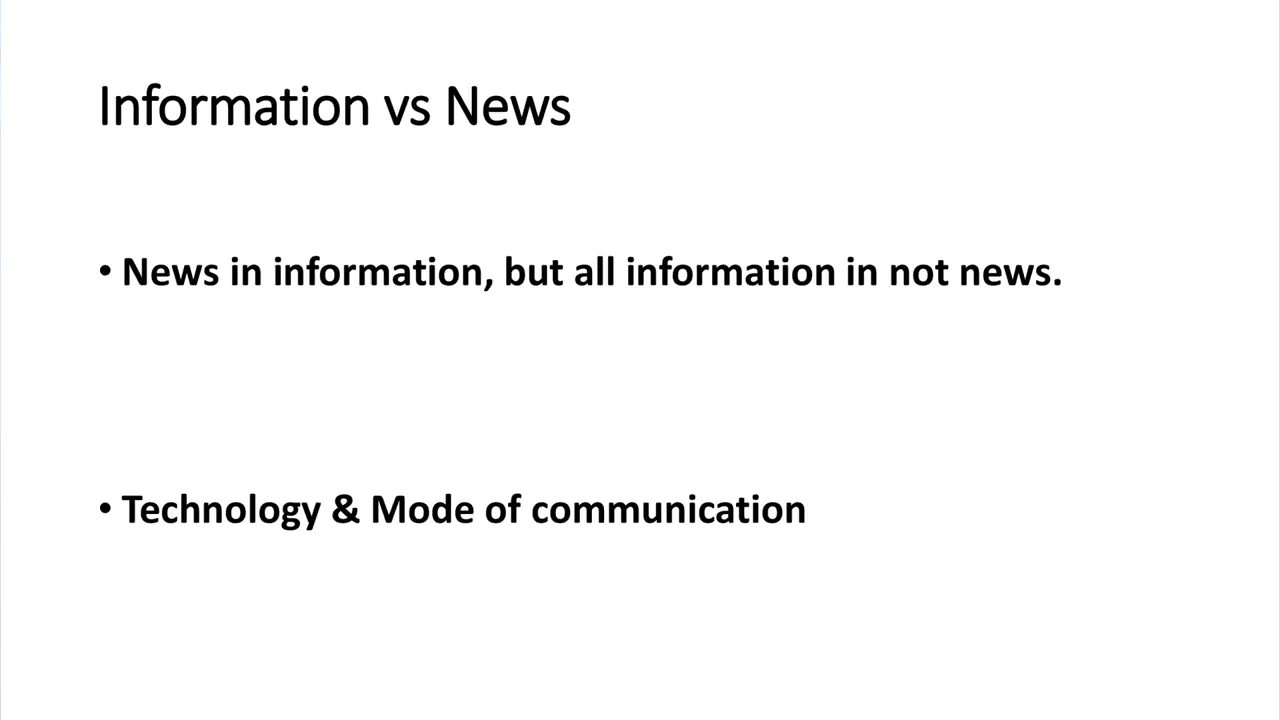 Information vs News
• News in information, but all information in not news.
• Technology & Mode of communication